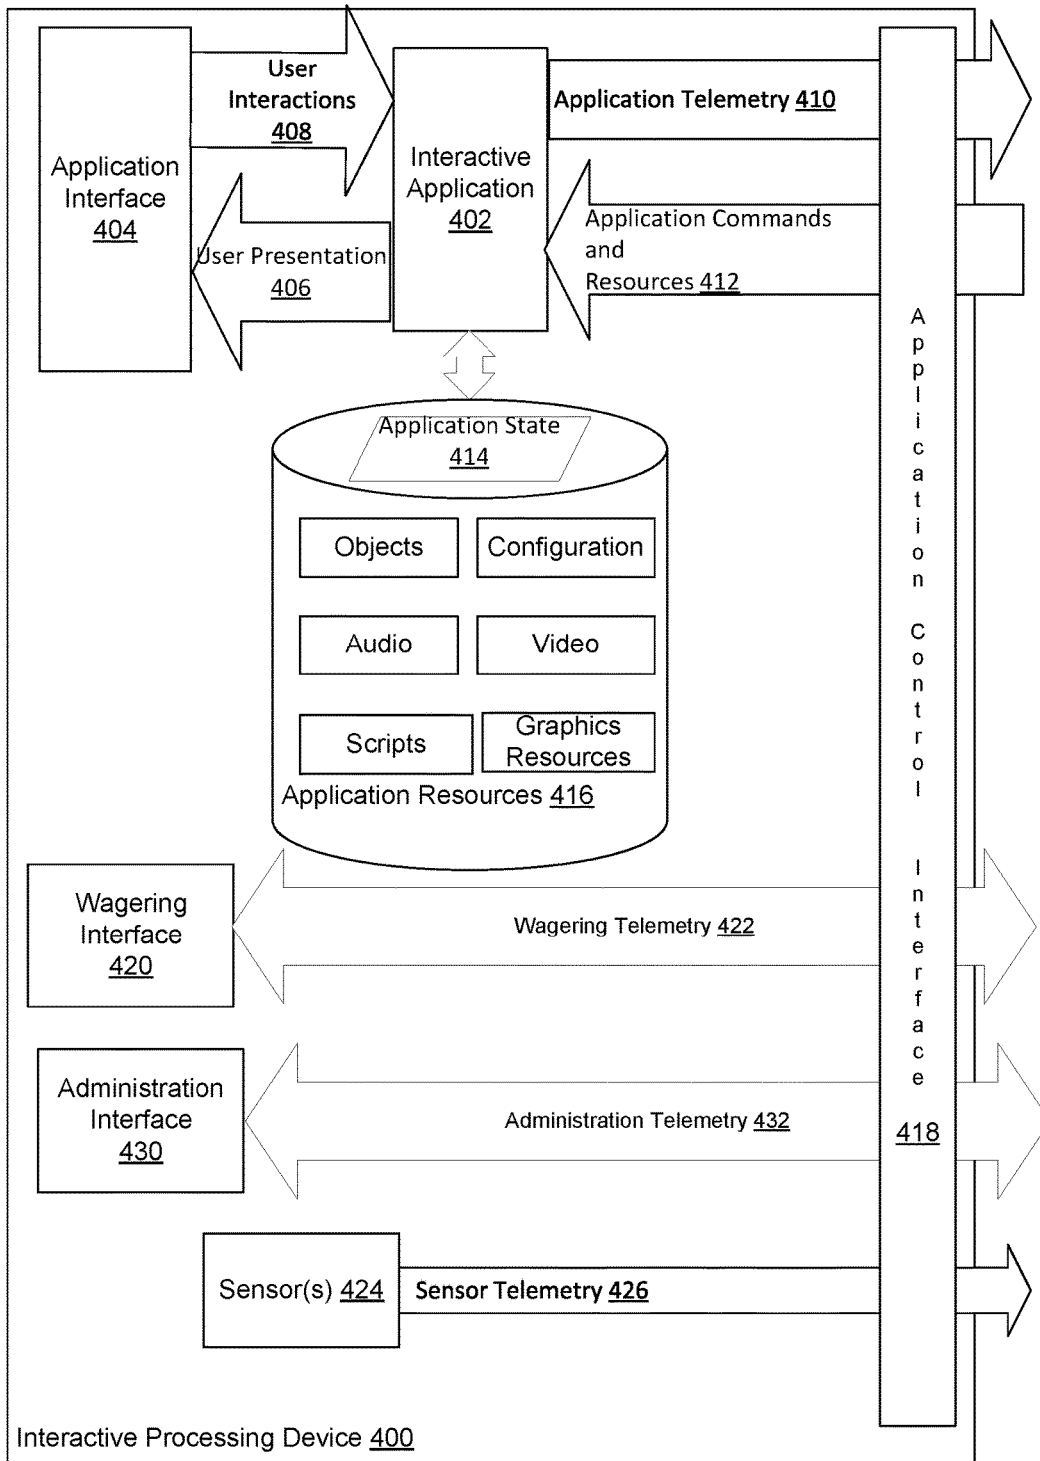 Application
Interface
404
User
Interactions
408
Interactive
Application
402
Application Telemetry 410
User Presentation
406
Application Commands
and
Resources 412
Application State
414
Objects
Configuration
Audio
Video
Scripts
Graphics
Resources
Application Resources 416
Application Control Interface
418
Wagering
Interface
420
Wagering Telemetry 422
Administration
Interface
430
Administration Telemetry 432
Sensor(s) 424
Sensor Telemetry 426
Interactive Processing Device 400